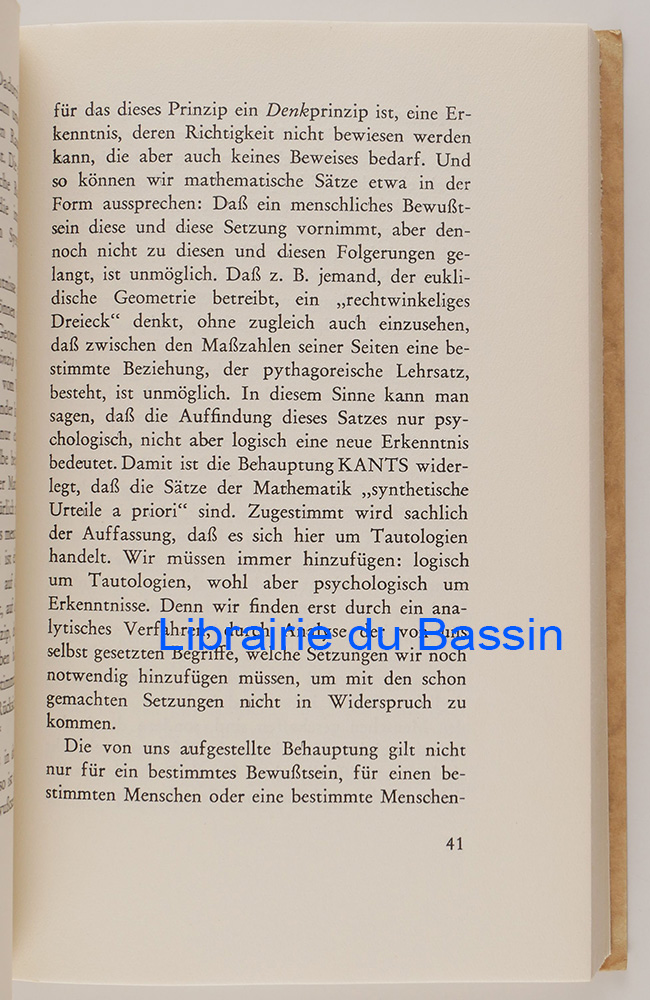 für das dieses Prinzip ein Denkprinzip ist, eine Er-
kenntnis, deren Richtigkeit nicht bewiesen werden
kann, die aber auch keines Beweises bedarf. Und
so können wir mathematische Sätze etwa in der
Form aussprechen: Daß ein menschliches Bewußt-
sein diese und diese Setzung vornimmt, aber den-
noch nicht zu diesen und diesen Folgerungen ge-
langt, ist unmöglich. Daß z. B. jemand, der eukli-
dische Geometrie betreibt, ein „rechtwinkeliges
Dreieck“ denkt, ohne zugleich auch einzusehen,
daß zwischen den Maßzahlen seiner Seiten eine be-
stimmte Beziehung, der pythagoreische Lehrsatz,
besteht, ist unmöglich. In diesem Sinne kann man
sagen, daß die Auffindung dieses Satzes nur psy-
chologisch, nicht aber logisch eine neue Erkenntnis
bedeutet. Damit ist die Behauptung KANTS wider-
legt, daß die Sätze der Mathematik „synthetische
Urteile a priori“ sind. Zugestimmt wird sachlich
der Auffassung, daß es sich hier um Tautologien
handelt. Wir müssen immer hinzufügen: logisch
um Tautologien, wohl aber psychologisch um
Erkenntnisse. Denn wir finden erst durch ein ana-
lytisches Verfahren, durch Analyse der von uns
Librairie du Bassin
selbst gesetzten Begriffe, welche Setzungen wir noch
notwendig hinzufügen müssen, um mit den schon
gemachten Setzungen nicht in Widerspruch zu
kommen.
Die von uns aufgestellte Behauptung gilt nicht
nur für ein bestimmtes Bewußtsein, für einen be-
stimmten Menschen oder eine bestimmte Menschen-
41